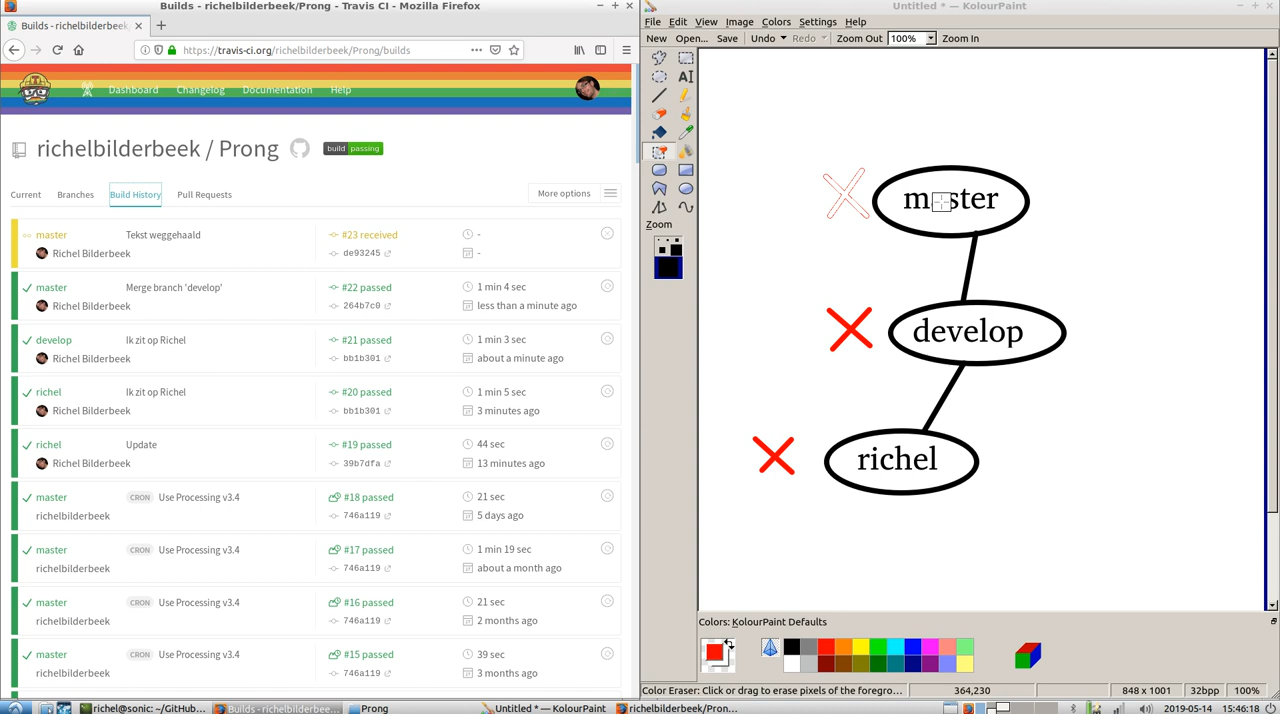 Builds - richelbilderbeek/Prong - Travis CI - Mozilla Firefox
Builds - richelbilderbeek
https://travis-ci.org/richelbilderbeek/Prong/builds
Dashboard Changelog Documentation Help
richelbilderbeek / Prong build passing
Current Branches Build History Pull Requests More options
master Tekst weggehaald #23 received -
Richel Bilderbeek de93245 -
master Merge branch 'develop' #22 passed 1 min 4 sec
Richel Bilderbeek 264b7c0 less than a minute ago
develop Ik zit op Richel #21 passed 1 min 3 sec
Richel Bilderbeek bb1b301 about a minute ago
richel Ik zit op Richel #20 passed 1 min 5 sec
Richel Bilderbeek bb1b301 3 minutes ago
richel Update #19 passed 44 sec
Richel Bilderbeek 39b7dfa 13 minutes ago
master CRON Use Processing v3.4 #18 passed 21 sec
richelbilderbeek 746a119 5 days ago
master CRON Use Processing v3.4 #17 passed 1 min 19 sec
richelbilderbeek 746a119 about a month ago
master CRON Use Processing v3.4 #16 passed 21 sec
richelbilderbeek 746a119 2 months ago
master CRON Use Processing v3.4 #15 passed 39 sec
richelbilderbeek 746a119 3 months ago
Untitled * — KolourPaint
File Edit View Image Colors Settings Help
New Open... Save Undo Redo Zoom Out 100% Zoom In
AI
Zoom
master
develop
richel
Colors: KolourPaint Defaults
Color Eraser: Click or drag to erase pixels of the foregro... 364,230 848 x 1001 32bpp 100%
richel@sonic: ~/GitHub... Builds - richelbilderbee... Prong Untitled * — KolourPaint richelbilderbeek/Pron... 2019-05-14 15:46:18